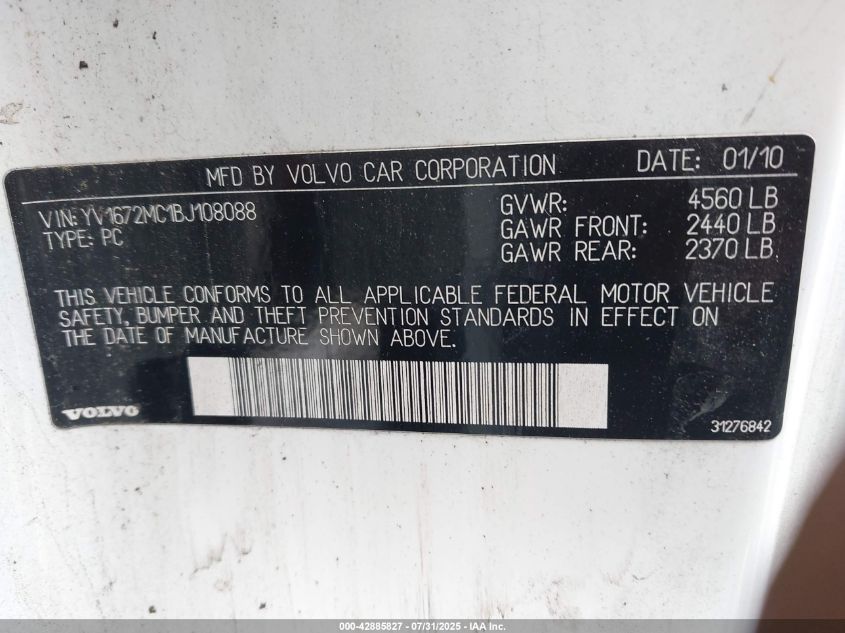 MFD BY VOLVO CAR CORPORATION DATE: 01/10
VIN: YV1672MC1BJ108088
TYPE: PC
GVWR: 4560 LB
GAWR FRONT: 2440 LB
GAWR REAR: 2370 LB
THIS VEHICLE CONFORMS TO ALL APPLICABLE FEDERAL MOTOR VEHICLE
SAFETY, BUMPER AND THEFT PREVENTION STANDARDS IN EFFECT ON
THE DATE OF MANUFACTURE SHOWN ABOVE.
VOLVO
31276842
000-42885827 - 07/31/2025 - IAA Inc.